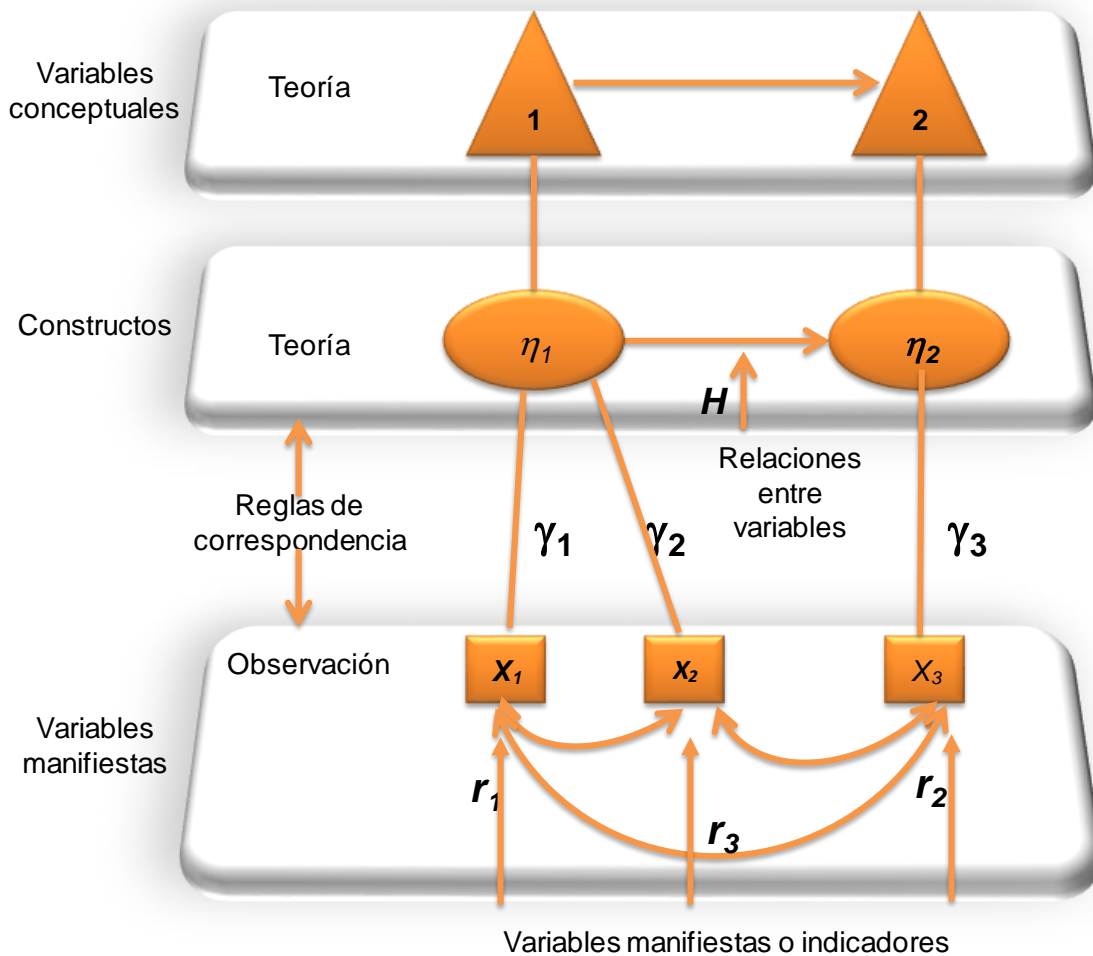 Variables
conceptuales
Teoría
1
2
Constructos
Teoría
η1
η2
H
Relaciones
entre
variables
Reglas de
correspondencia
γ1
γ2
γ3
Observación
X1
X2
X3
Variables
manifiestas
r1
r3
r2
Variables manifiestas o indicadores